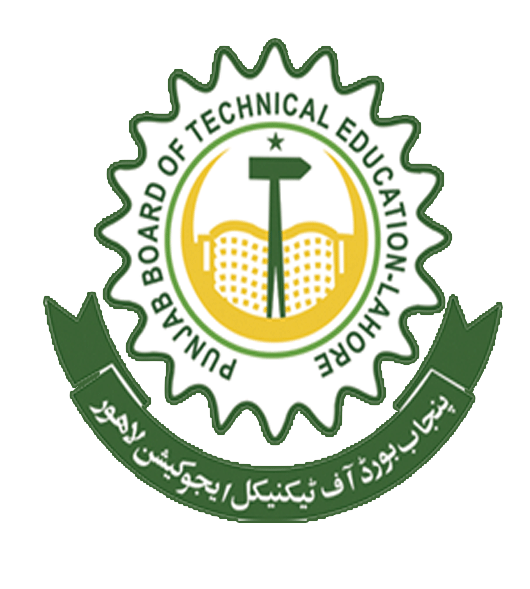 PUNJAB BOARD OF TECHNICAL EDUCATION-LAHORE
پنجاب بورڈ آف ٹیکنیکل ایجوکیشن لاہور